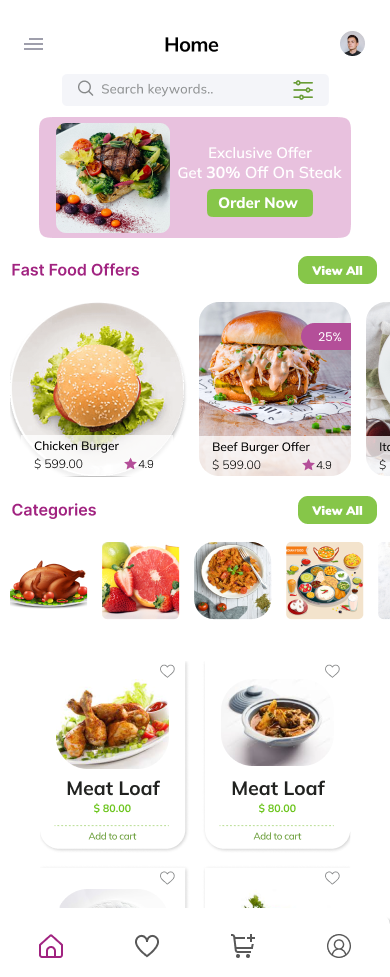 Home
Search keywords..
Exclusive Offer
Get 30% Off On Steak
Order Now
Fast Food Offers
View All
25%
Chicken Burger
$ 599.00
4.9
Beef Burger Offer
$ 599.00
4.9
Ita
$
Categories
View All
Meat Loaf
$ 80.00
Add to cart
Meat Loaf
$ 80.00
Add to cart